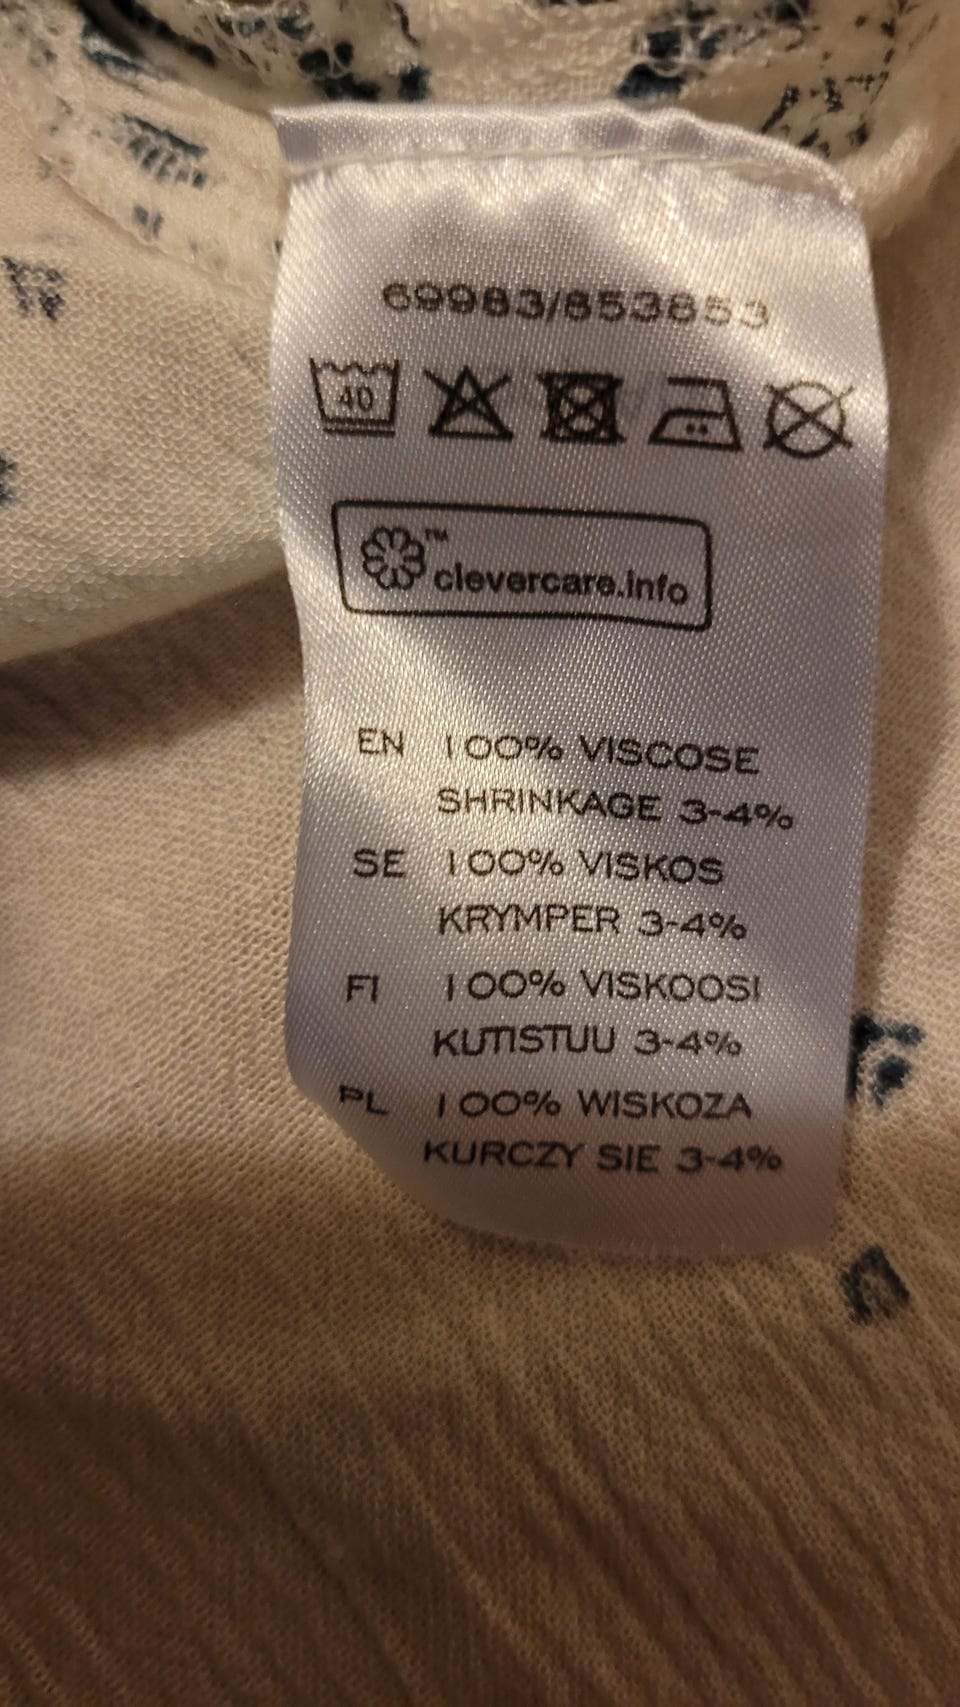 69983/853853
40
™
clevercare.info
EN 100% VISCOSE
SHRINKAGE 3-4%
SE 100% VISKOS
KRYMPER 3-4%
FI 100% VISKOOSI
KUTISTUU 3-4%
PL 100% WISKOZA
KURCZY SIE 3-4%